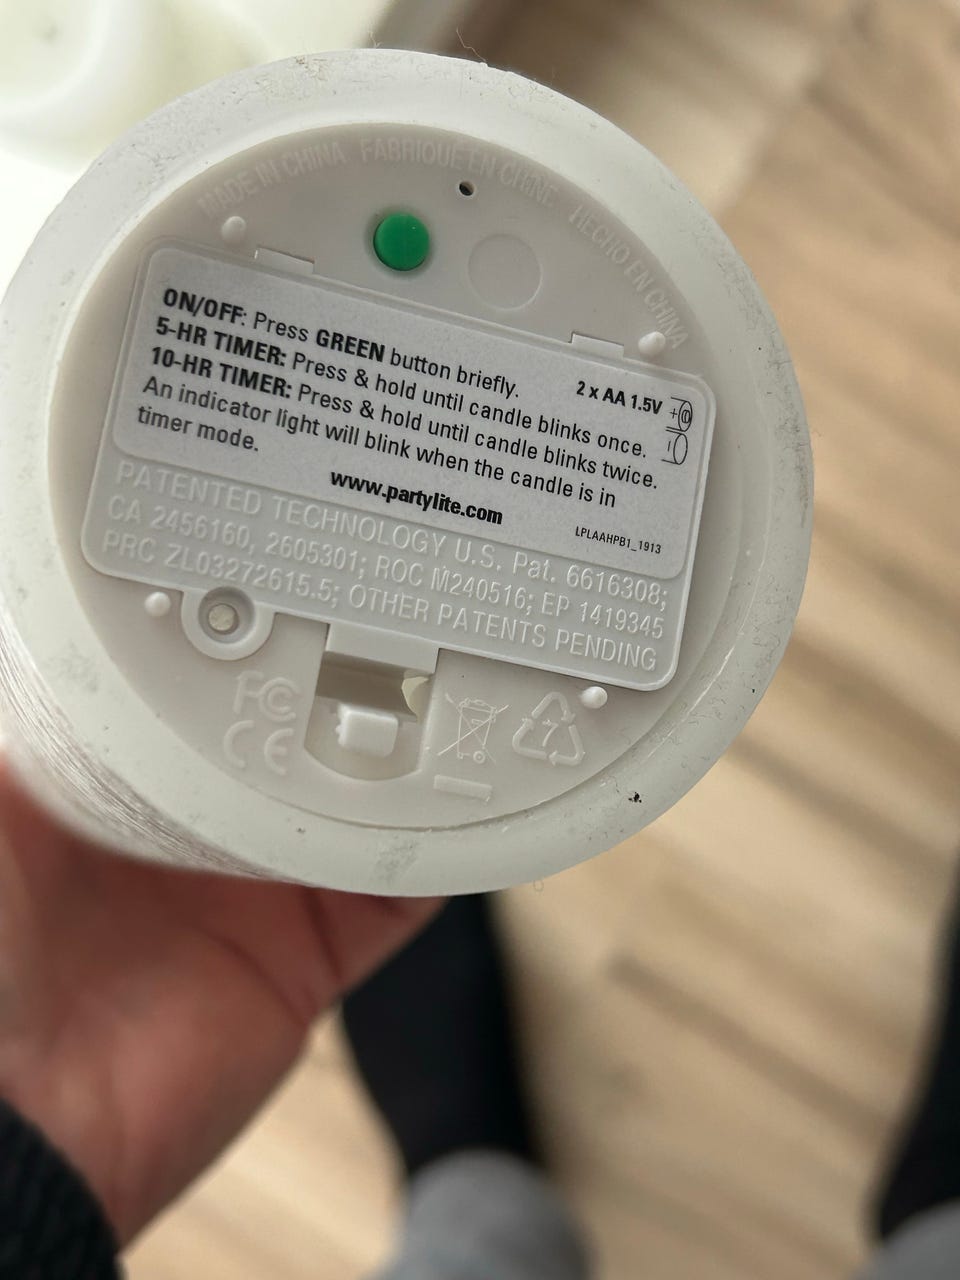 MADE IN CHINA FABRIQUÉ EN CHINE HECHO EN CHINA
ON/OFF: Press GREEN button briefly.
5-HR TIMER: Press & hold until candle blinks once.
10-HR TIMER: Press & hold until candle blinks twice.
An indicator light will blink when the candle is in
timer mode.
2 x AA 1.5V
www.partylite.com
LPLAAHPB1_1913
PATENTED TECHNOLOGY U.S. Pat. 6616308;
CA 2456160, 2605301; ROC M240516; EP 1419345
PRC ZL03272615.5; OTHER PATENTS PENDING
FC
CE
7